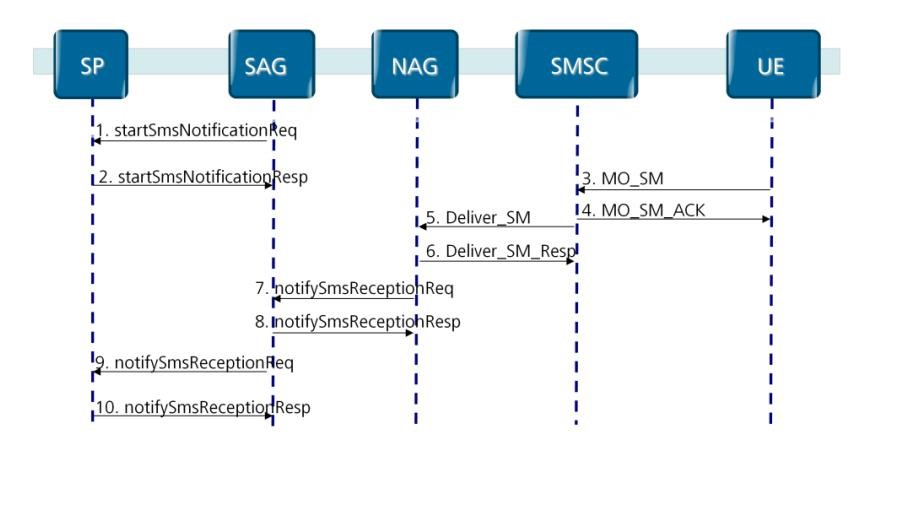 SP
SAG
NAG
SMSC
UE
1. startSmsNotificationReq
2. startSmsNotificationResp
3. MO_SM
4. MO_SM_ACK
5. Deliver_SM
6. Deliver_SM_Resp
7. notifySmsReceptionReq
8. notifySmsReceptionResp
9. notifySmsReceptionReq
10. notifySmsReceptionResp